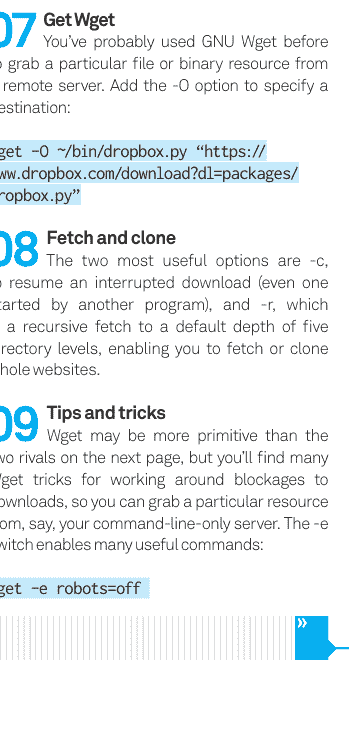 07 Get Wget
You've probably used GNU Wget before
o grab a particular file or binary resource from
remote server. Add the -O option to specify a
estination:
get -O ~/bin/dropbox.py “https://
ww.dropbox.com/download?dl=packages/
ropbox.py”
08 Fetch and clone
The two most useful options are -c,
o resume an interrupted download (even one
tarted by another program), and -r, which
a recursive fetch to a default depth of five
rectory levels, enabling you to fetch or clone
hole websites.
09 Tips and tricks
Wget may be more primitive than the
wo rivals on the next page, but you'll find many
Wget tricks for working around blockages to
ownloads, so you can grab a particular resource
om, say, your command-line-only server. The -e
witch enables many useful commands:
get -e robots=off
»